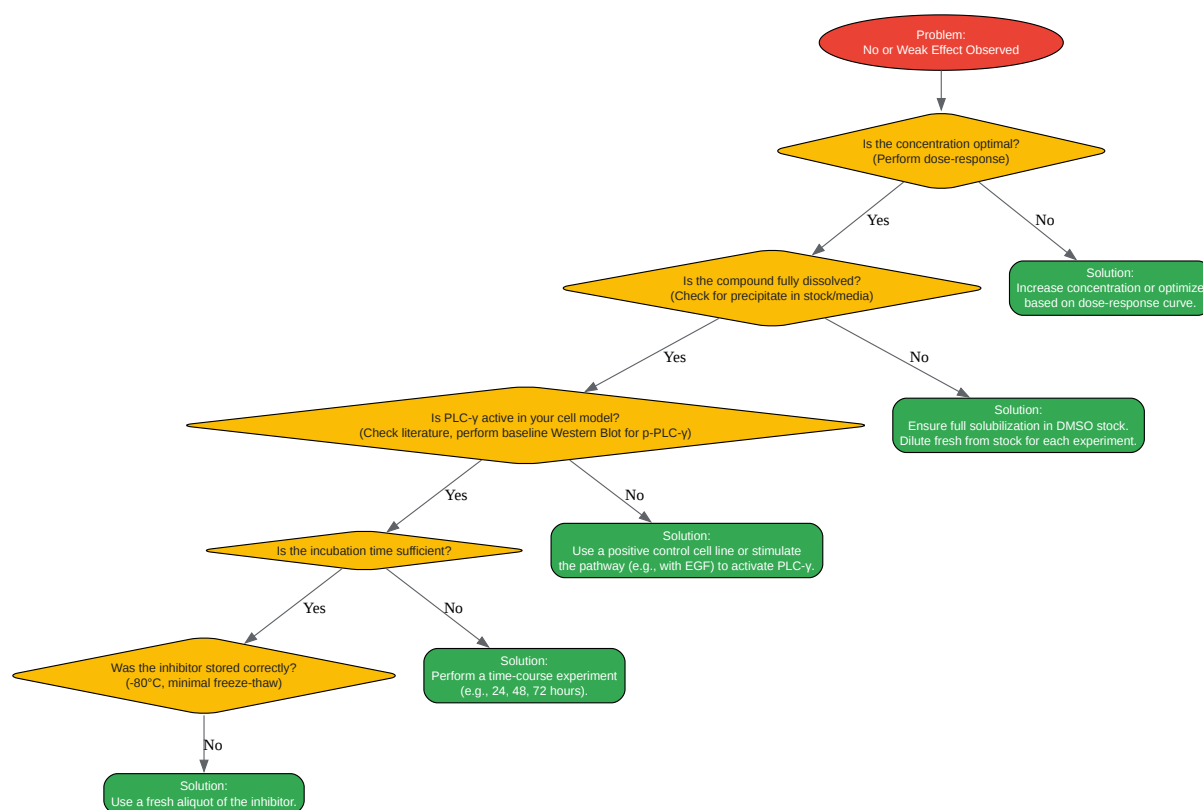 Problem:
No or Weak Effect Observed
Is the concentration optimal?
(Perform dose-response)
Yes
No
Is the compound fully dissolved?
(Check for precipitate in stock/media)
Solution:
Increase concentration or optimize
based on dose-response curve.
Yes
No
Is PLC-γ active in your cell model?
(Check literature, perform baseline Western Blot for p-PLC-γ)
Solution:
Ensure full solubilization in DMSO stock.
Dilute fresh from stock for each experiment.
Yes
No
Is the incubation time sufficient?
Solution:
Use a positive control cell line or stimulate
the pathway (e.g., with EGF) to activate PLC-γ.
Yes
No
Was the inhibitor stored correctly?
(-80°C, minimal freeze-thaw)
Solution:
Perform a time-course experiment
(e.g., 24, 48, 72 hours).
No
Solution:
Use a fresh aliquot of the inhibitor.